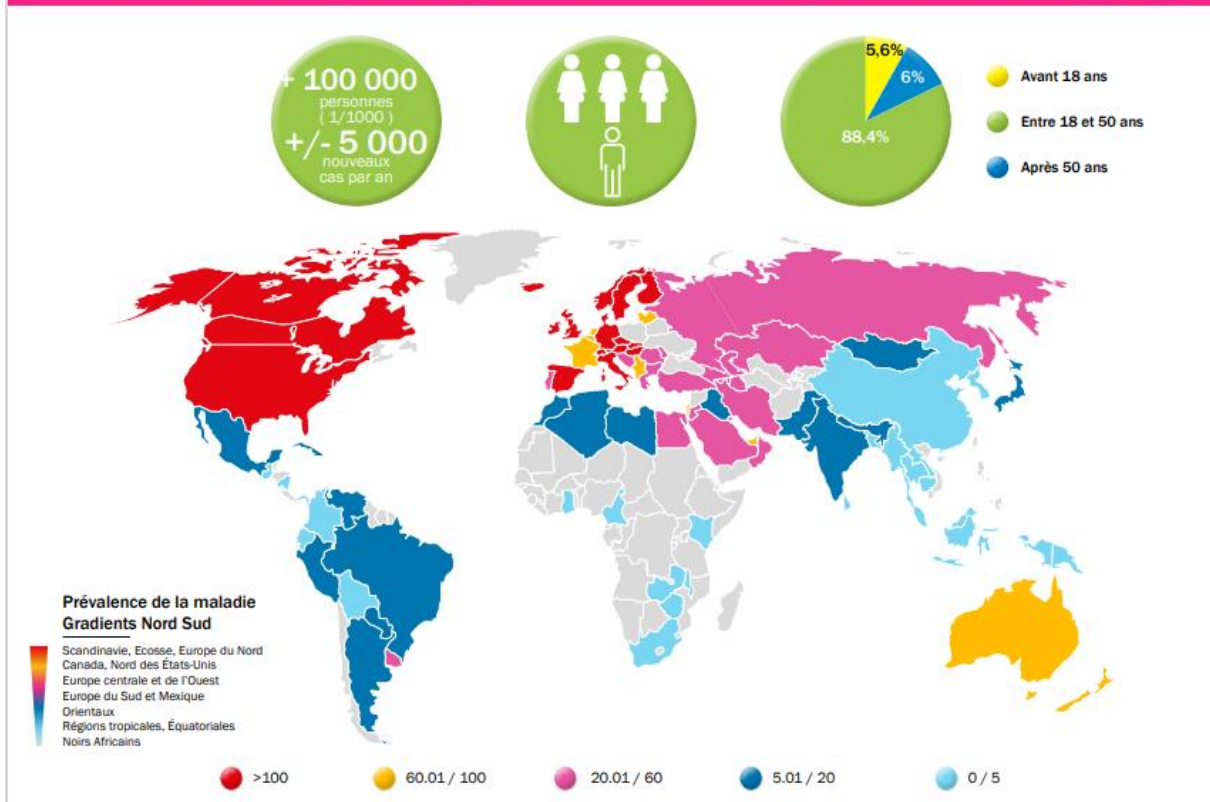 + 100 000
personnes
( 1/1000 )
+/- 5 000
nouveaux
cas par an
5,6%
6%
88,4%
Avant 18 ans
Entre 18 et 50 ans
Après 50 ans
Prévalence de la maladie
Gradients Nord Sud
Scandinavie, Ecosse, Europe du Nord
Canada, Nord des États-Unis
Europe centrale et de l'Ouest
Europe du Sud et Mexique
Orientaux
Régions tropicales, Équatoriales
Noirs Africains
>100
60.01 / 100
20.01 / 60
5.01 / 20
0 / 5